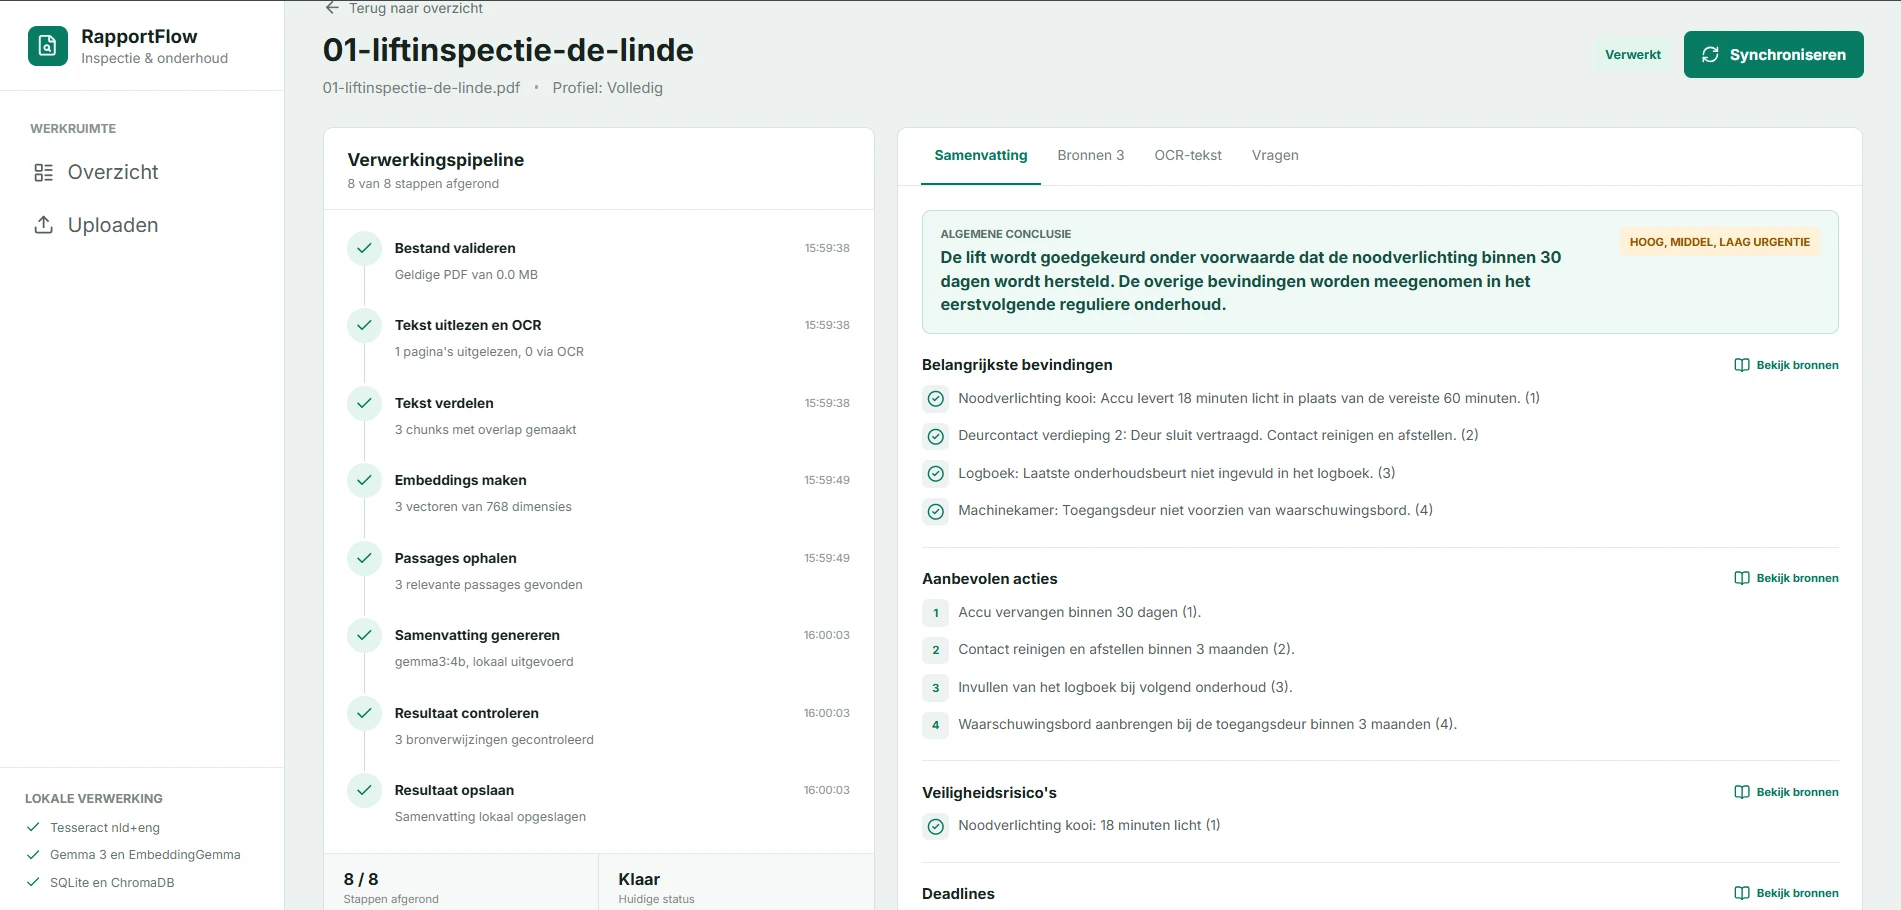 RapportFlow
Inspectie & onderhoud
WERKRUIMTE
Overzicht
Uploaden
LOKALE VERWERKING
Tesseract nld+eng
Gemma 3 en EmbeddingGemma
SQLite en ChromaDB
Terug naar overzicht
01-liftinspectie-de-linde
01-liftinspectie-de-linde.pdf • Profiel: Volledig
Verwerkt
Synchroniseren
Verwerkingspipeline
8 van 8 stappen afgerond
Bestand valideren 15:59:38
Geldige PDF van 0.0 MB
Tekst uitlezen en OCR 15:59:38
1 pagina's uitgelezen, 0 via OCR
Tekst verdelen 15:59:38
3 chunks met overlap gemaakt
Embeddings maken 15:59:49
3 vectoren van 768 dimensies
Passages ophalen 15:59:49
3 relevante passages gevonden
Samenvatting genereren 16:00:03
gemma3:4b, lokaal uitgevoerd
Resultaat controleren 16:00:03
3 bronverwijzingen gecontroleerd
Resultaat opslaan 16:00:03
Samenvatting lokaal opgeslagen
8 / 8
Stappen afgerond
Klaar
Huidige status
Samenvatting Bronnen 3 OCR-tekst Vragen
ALGEMENE CONCLUSIE
HOOG, MIDDEL, LAAG URGENTIE
De lift wordt goedgekeurd onder voorwaarde dat de noodverlichting binnen 30
dagen wordt hersteld. De overige bevindingen worden meegenomen in het
eerstvolgende reguliere onderhoud.
Belangrijkste bevindingen Bekijk bronnen
Noodverlichting kooi: Accu levert 18 minuten licht in plaats van de vereiste 60 minuten. (1)
Deurcontact verdieping 2: Deur sluit vertraagd. Contact reinigen en afstellen. (2)
Logboek: Laatste onderhoudsbeurt niet ingevuld in het logboek. (3)
Machinekamer: Toegangsdeur niet voorzien van waarschuwingsbord. (4)
Aanbevolen acties Bekijk bronnen
1 Accu vervangen binnen 30 dagen (1).
2 Contact reinigen en afstellen binnen 3 maanden (2).
3 Invullen van het logboek bij volgend onderhoud (3).
4 Waarschuwingsbord aanbrengen bij de toegangsdeur binnen 3 maanden (4).
Veiligheidsrisico's Bekijk bronnen
Noodverlichting kooi: 18 minuten licht (1)
Deadlines Bekijk bronnen